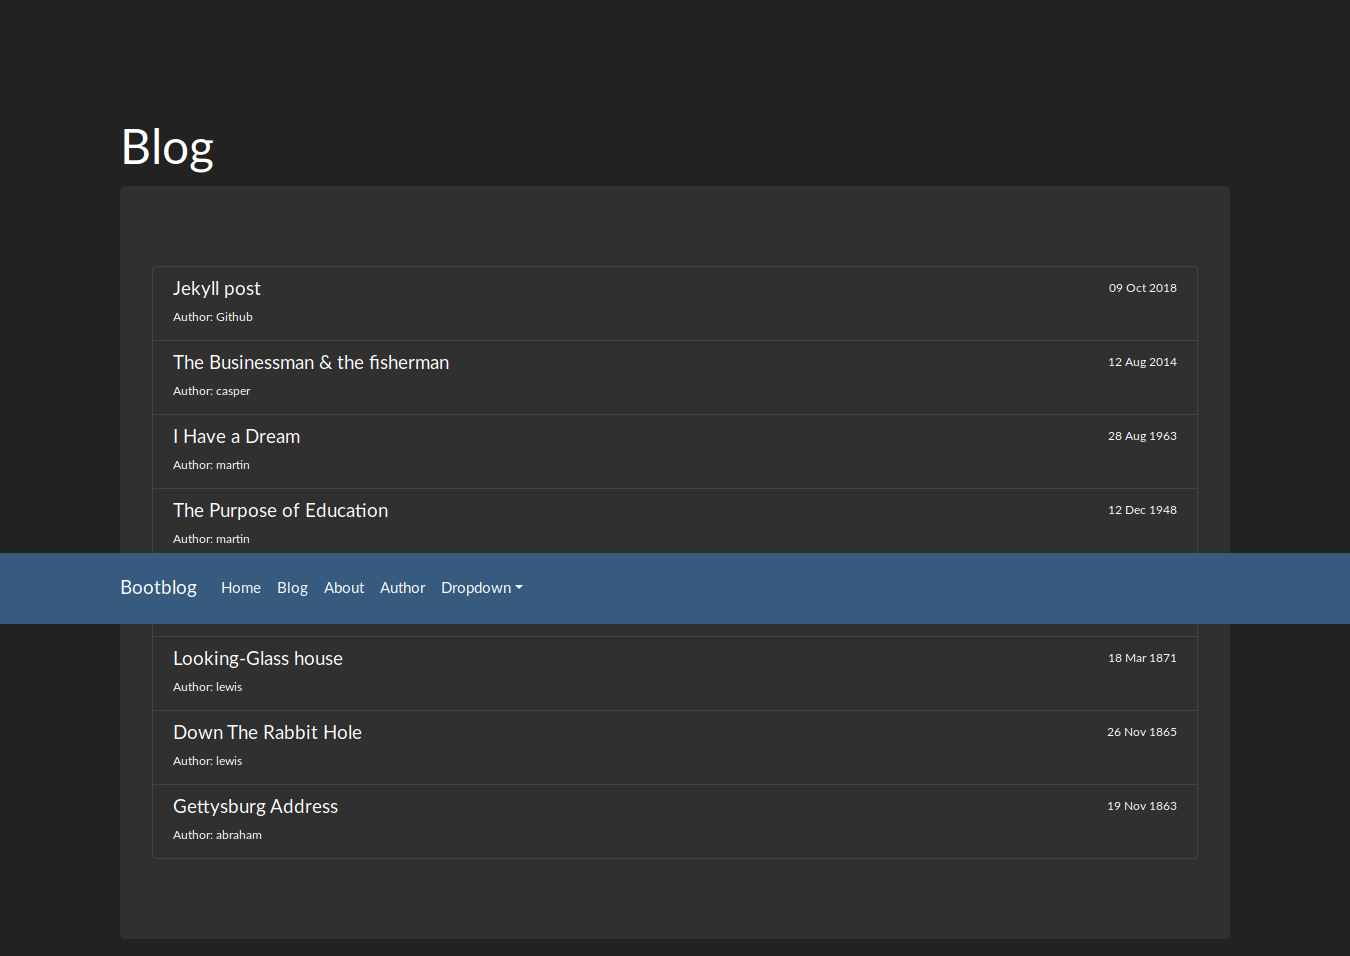 Blog
Jekyll post
09 Oct 2018
Author: Github
The Businessman & the fisherman
12 Aug 2014
Author: casper
I Have a Dream
28 Aug 1963
Author: martin
The Purpose of Education
12 Dec 1948
Author: martin
Bootblog Home Blog About Author Dropdown
Looking-Glass house
18 Mar 1871
Author: lewis
Down The Rabbit Hole
26 Nov 1865
Author: lewis
Gettysburg Address
19 Nov 1863
Author: abraham